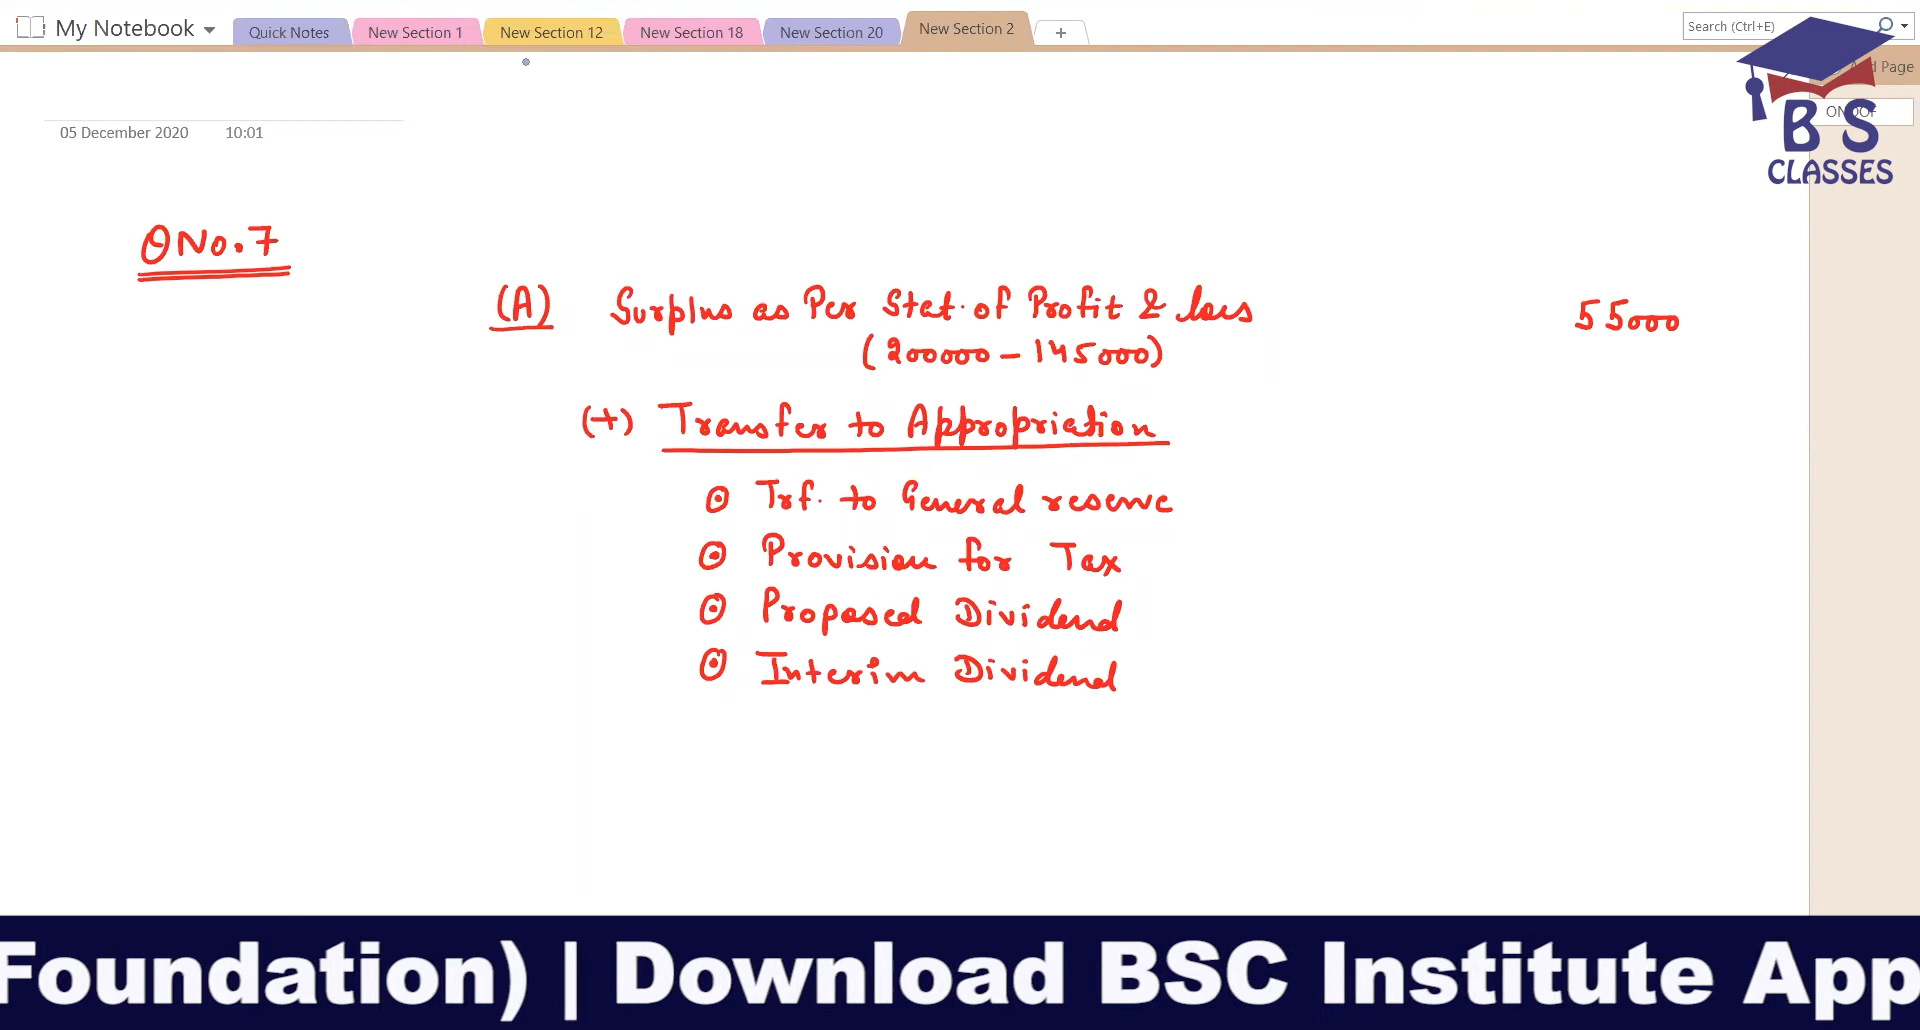 My Notebook
Quick Notes
New Section 1
New Section 12
New Section 18
New Section 20
New Section 2
+
Search (Ctrl+E)
Page
BS
CLASSES
05 December 2020 10:01
QNo.7
(A) Surplus as Per Stat. of Profit & loss 55000
(200000 - 145000)
(+) Transfer to Appropriation
Trf. to General reserve
Provision for Tax
Proposed Dividend
Interim Dividend
Foundation) | Download BSC Institute App